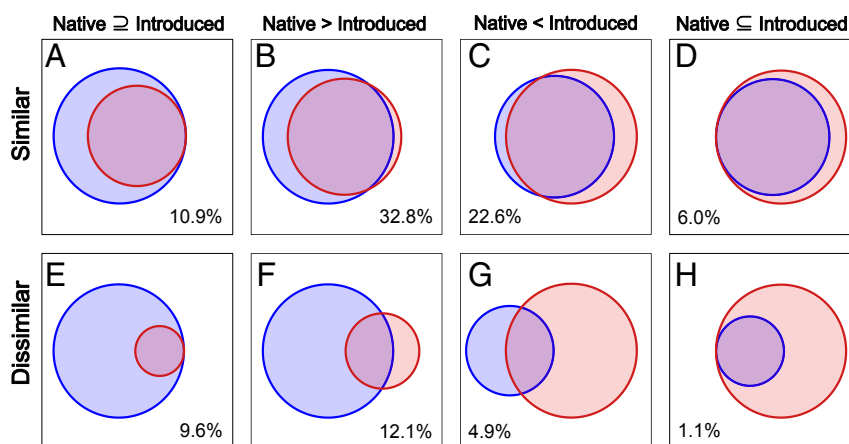 Native ⊇ Introduced
Native > Introduced
Native < Introduced
Native ⊆ Introduced
Similar
A
10.9%
B
32.8%
C
22.6%
D
6.0%
Dissimilar
E
9.6%
F
12.1%
G
4.9%
H
1.1%